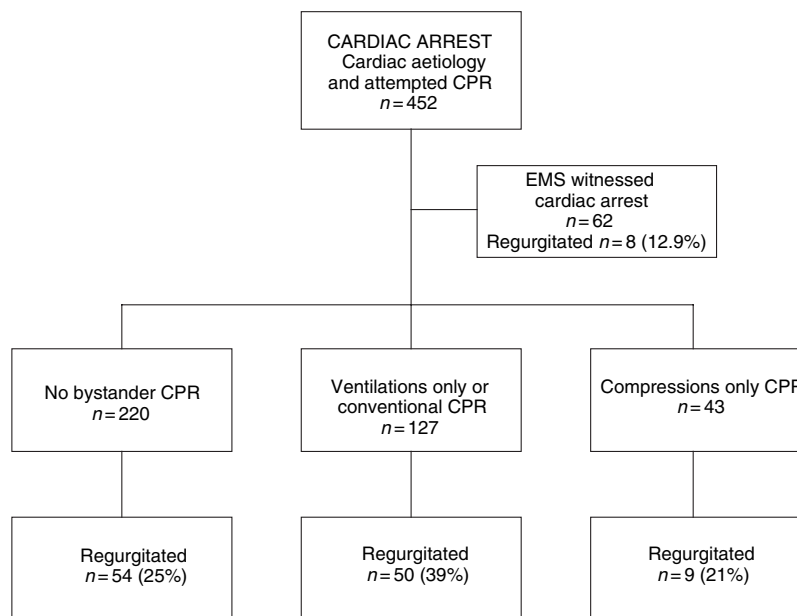 CARDIAC ARREST
Cardiac aetiology
and attempted CPR
n=452
EMS witnessed
cardiac arrest
n=62
Regurgitated n=8 (12.9%)
No bystander CPR
n=220
Ventilations only or
conventional CPR
n=127
Compressions only CPR
n=43
Regurgitated
n=54 (25%)
Regurgitated
n=50 (39%)
Regurgitated
n=9 (21%)